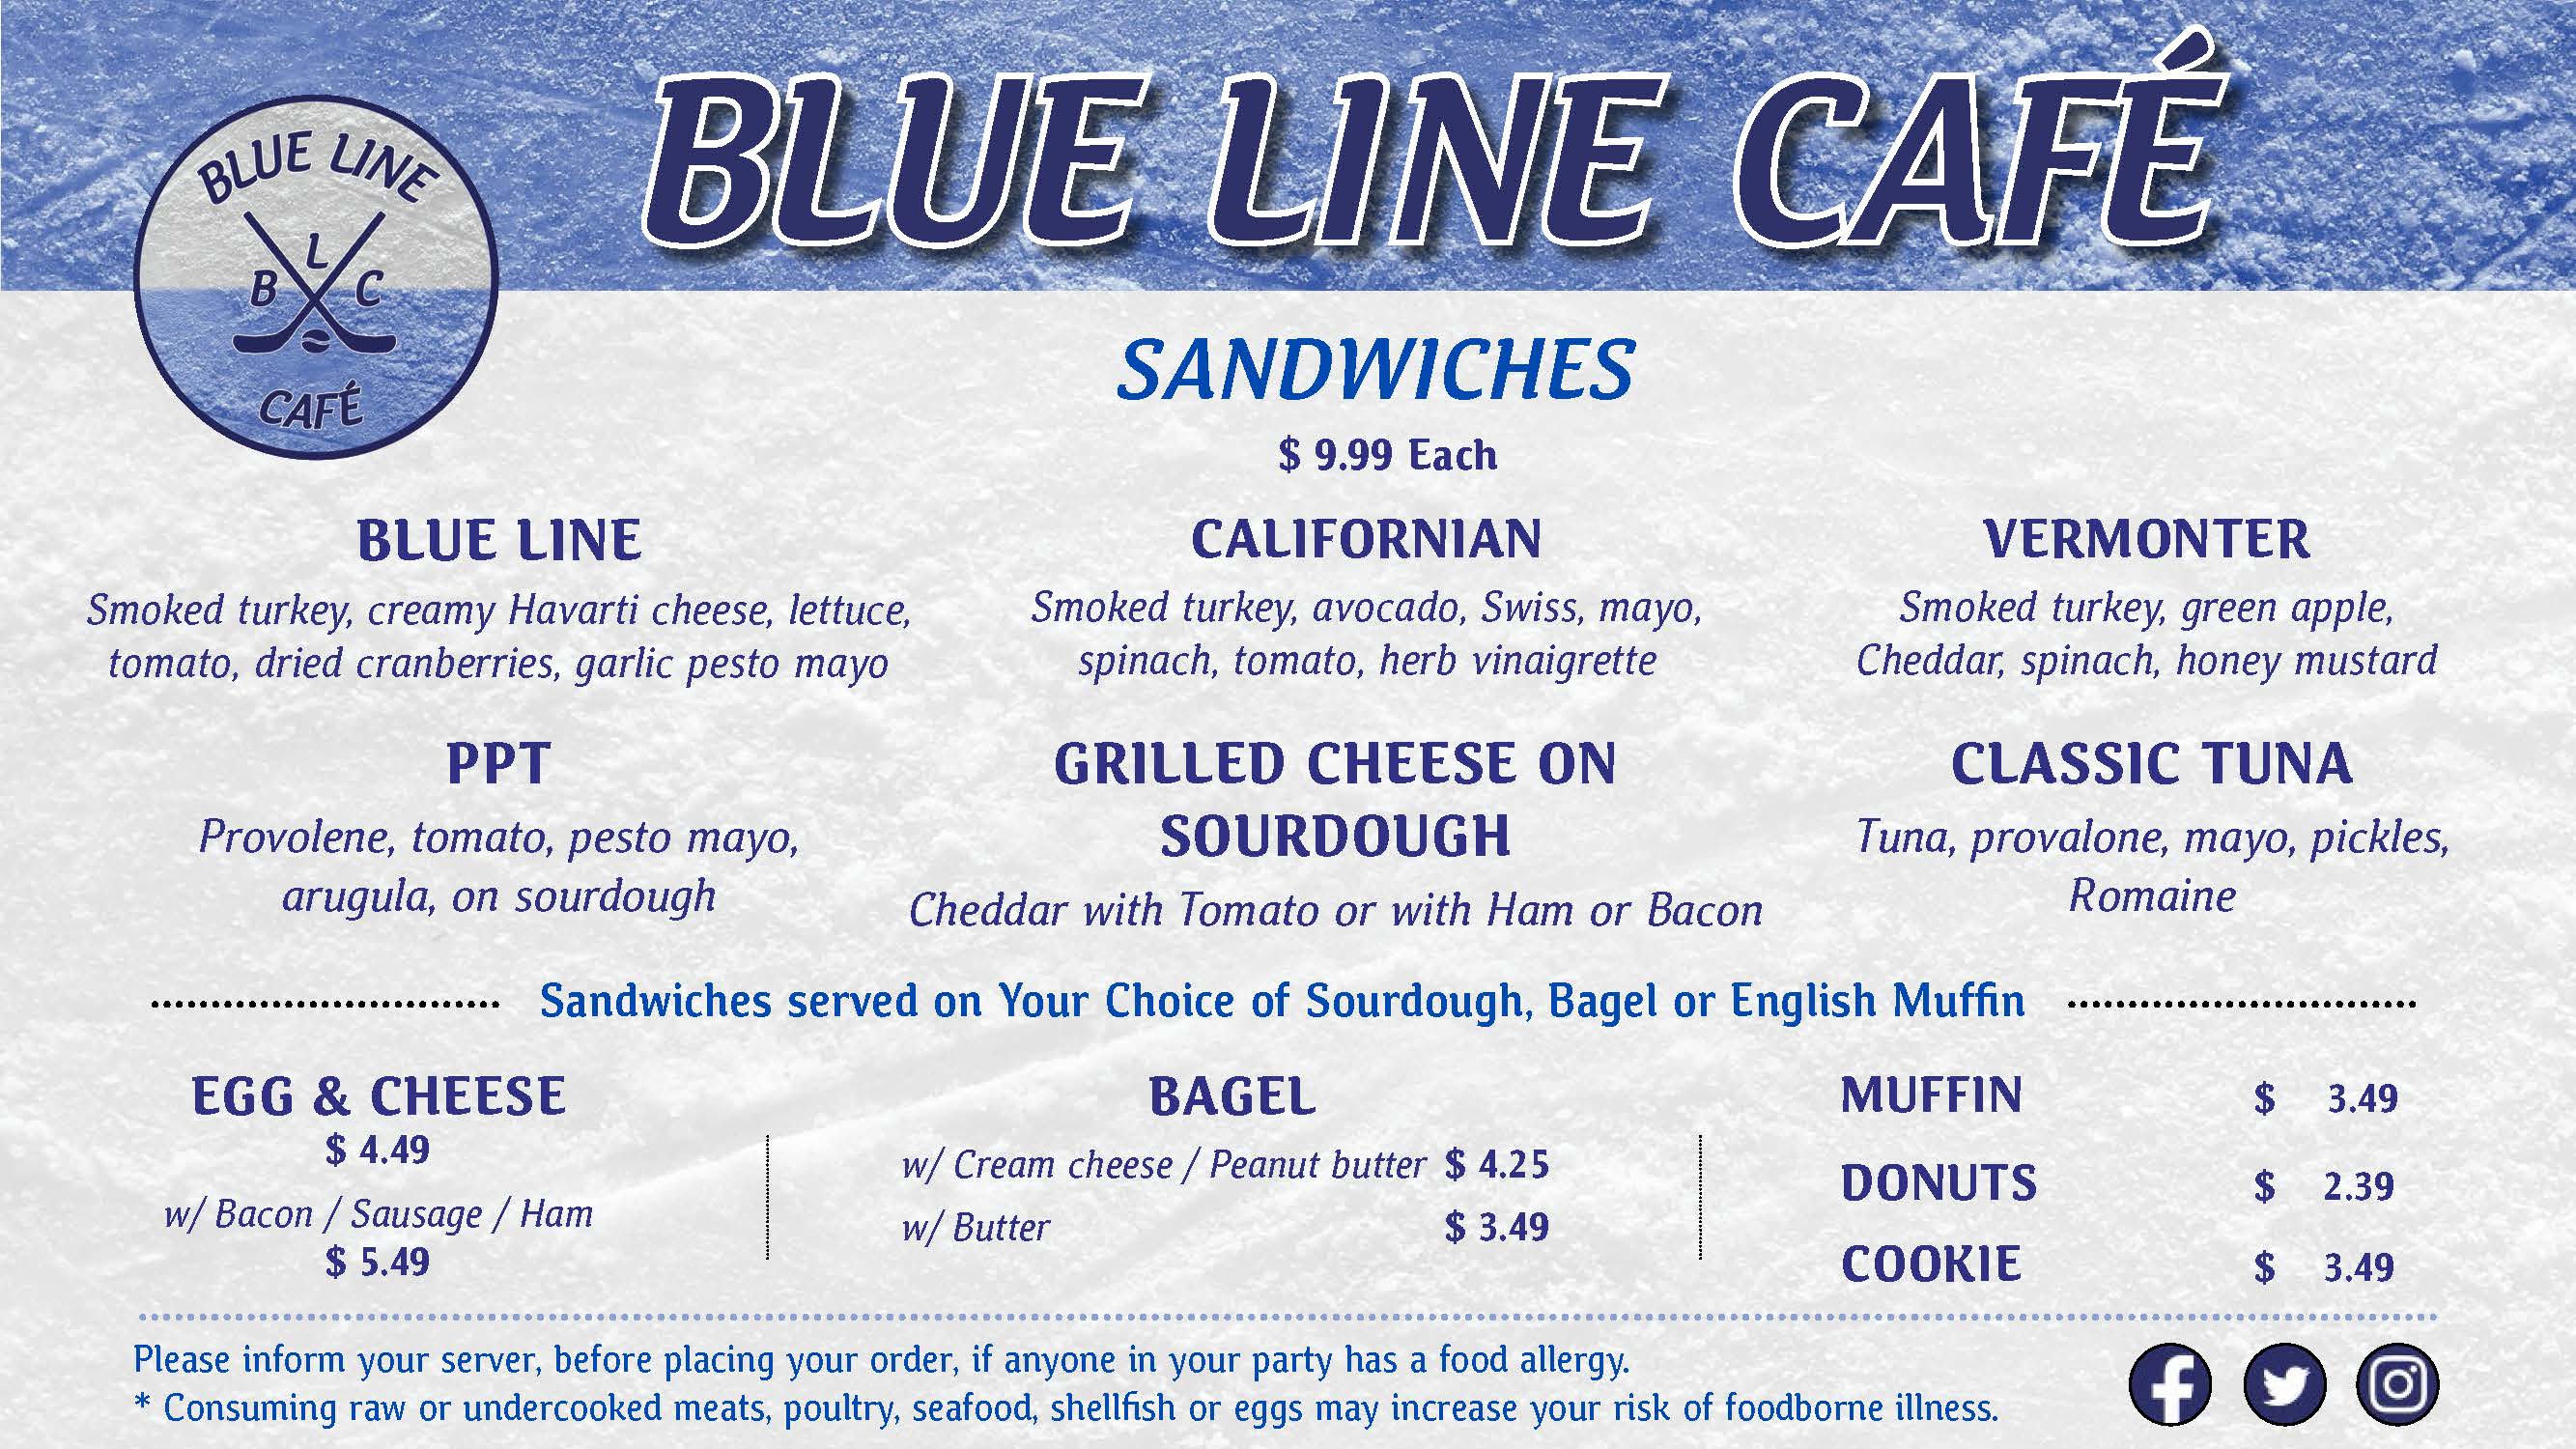 BLUE LINE CAFÉ
BLUE LINE
L
B C
CAFÉ
SANDWICHES
$ 9.99 Each
BLUE LINE
Smoked turkey, creamy Havarti cheese, lettuce,
tomato, dried cranberries, garlic pesto mayo
CALIFORNIAN
Smoked turkey, avocado, Swiss, mayo,
spinach, tomato, herb vinaigrette
VERMONTER
Smoked turkey, green apple,
Cheddar, spinach, honey mustard
PPT
Provolene, tomato, pesto mayo,
arugula, on sourdough
GRILLED CHEESE ON
SOURDOUGH
Cheddar with Tomato or with Ham or Bacon
CLASSIC TUNA
Tuna, provalone, mayo, pickles,
Romaine
Sandwiches served on Your Choice of Sourdough, Bagel or English Muffin
EGG & CHEESE
$ 4.49
w/ Bacon / Sausage / Ham
$ 5.49
BAGEL
w/ Cream cheese / Peanut butter $ 4.25
w/ Butter $ 3.49
MUFFIN $ 3.49
DONUTS $ 2.39
COOKIE $ 3.49
Please inform your server, before placing your order, if anyone in your party has a food allergy.
* Consuming raw or undercooked meats, poultry, seafood, shellfish or eggs may increase your risk of foodborne illness.